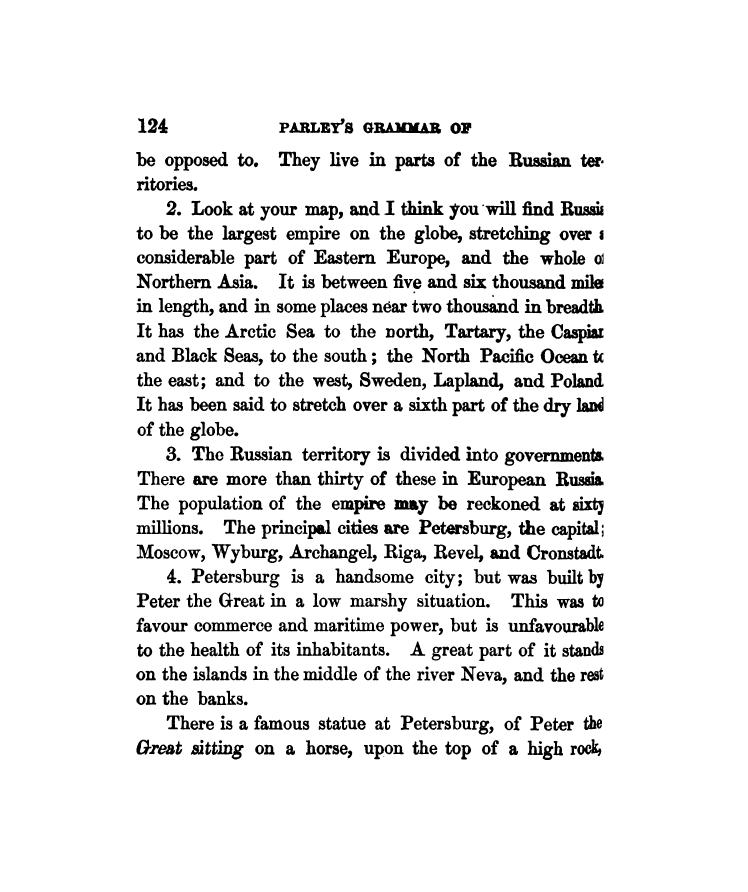 124 PARLEY'S GRAMMAR OF
be opposed to. They live in parts of the Russian ter-
ritories.
2. Look at your map, and I think you will find Russia
to be the largest empire on the globe, stretching over a
considerable part of Eastern Europe, and the whole of
Northern Asia. It is between five and six thousand miles
in length, and in some places near two thousand in breadth.
It has the Arctic Sea to the north, Tartary, the Caspian
and Black Seas, to the south; the North Pacific Ocean to
the east; and to the west, Sweden, Lapland, and Poland
It has been said to stretch over a sixth part of the dry land
of the globe.
3. The Russian territory is divided into governments.
There are more than thirty of these in European Russia.
The population of the empire may be reckoned at sixty
millions. The principal cities are Petersburg, the capital;
Moscow, Wyburg, Archangel, Riga, Revel, and Cronstadt.
4. Petersburg is a handsome city; but was built by
Peter the Great in a low marshy situation. This was to
favour commerce and maritime power, but is unfavourable
to the health of its inhabitants. A great part of it stands
on the islands in the middle of the river Neva, and the rest
on the banks.
There is a famous statue at Petersburg, of Peter the
Great sitting on a horse, upon the top of a high rock,